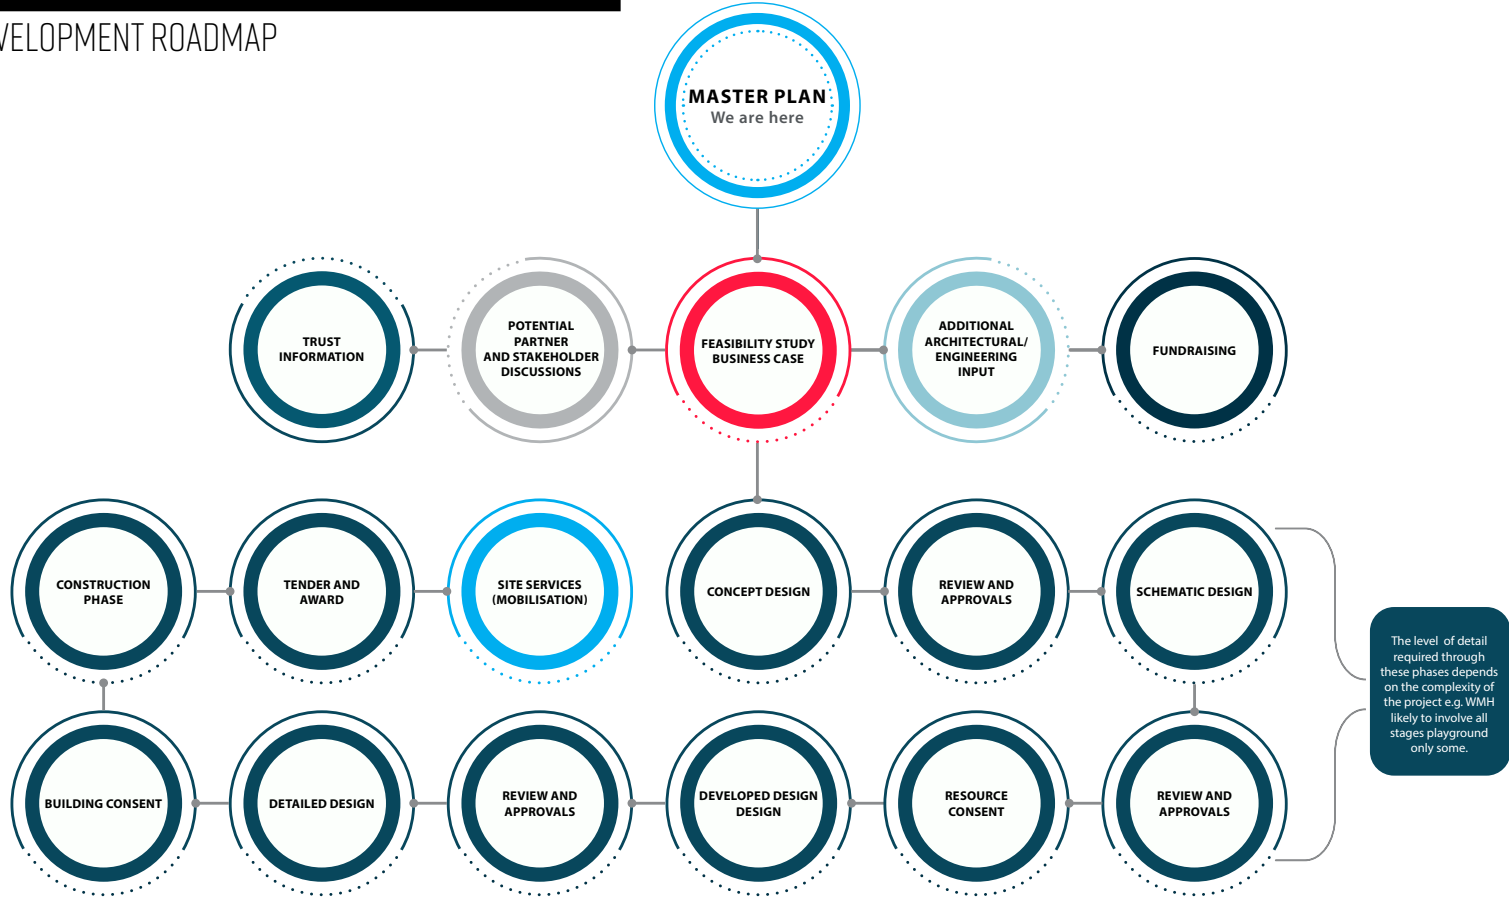 VELOPMENT ROADMAP
MASTER PLAN
We are here
TRUST
INFORMATION
POTENTIAL
PARTNER
AND STAKEHOLDER
DISCUSSIONS
FEASIBILITY STUDY
BUSINESS CASE
ADDITIONAL
ARCHITECTURAL/
ENGINEERING
INPUT
FUNDRAISING
CONSTRUCTION
PHASE
TENDER AND
AWARD
SITE SERVICES
(MOBILISATION)
CONCEPT DESIGN
REVIEW AND
APPROVALS
SCHEMATIC DESIGN
The level of detail
required through
these phases depends
on the complexity of
the project e.g. WMH
likely to involve all
stages playground
only some.
BUILDING CONSENT
DETAILED DESIGN
REVIEW AND
APPROVALS
DEVELOPED DESIGN
DESIGN
RESOURCE
CONSENT
REVIEW AND
APPROVALS